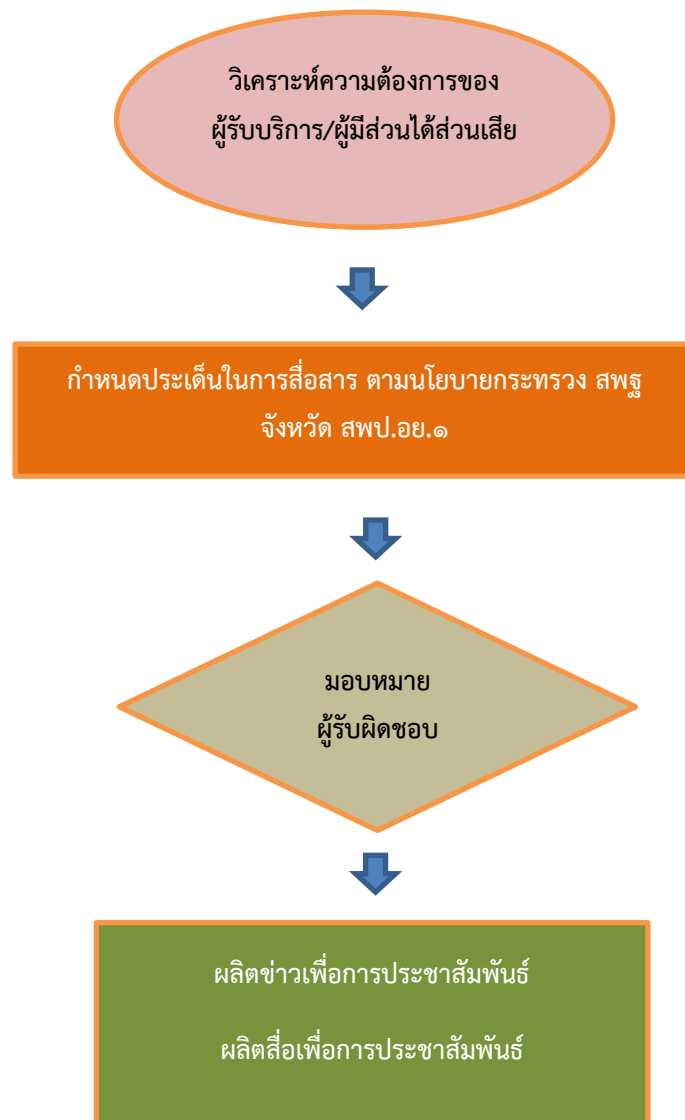 วิเคราะห์ความต้องการของ
ผู้รับบริการ/ผู้มีส่วนได้ส่วนเสีย
กำหนดประเด็นในการสื่อสาร ตามนโยบายกระทรวง สพฐ
จังหวัด สพป.อย.๑
มอบหมาย
ผู้รับผิดชอบ
ผลิตข่าวเพื่อการประชาสัมพันธ์
ผลิตสื่อเพื่อการประชาสัมพันธ์